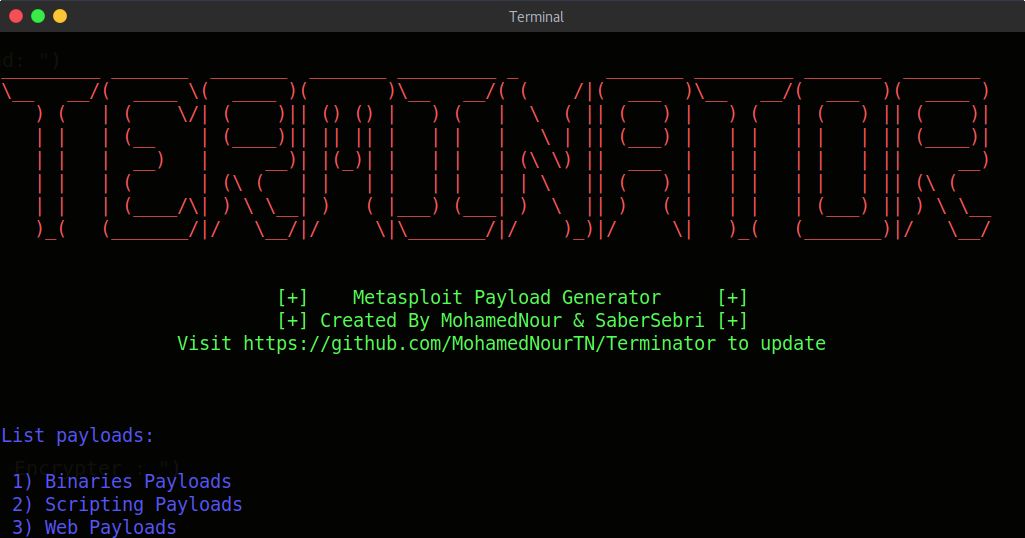 Terminal
d: ")
TERMINATOR
[+] Metasploit Payload Generator [+]
[+] Created By MohamedNour & SaberSebri [+]
Visit https://github.com/MohamedNourTN/Terminator to update
List payloads:
Encrypter : ")
1) Binaries Payloads
2) Scripting Payloads
3) Web Payloads